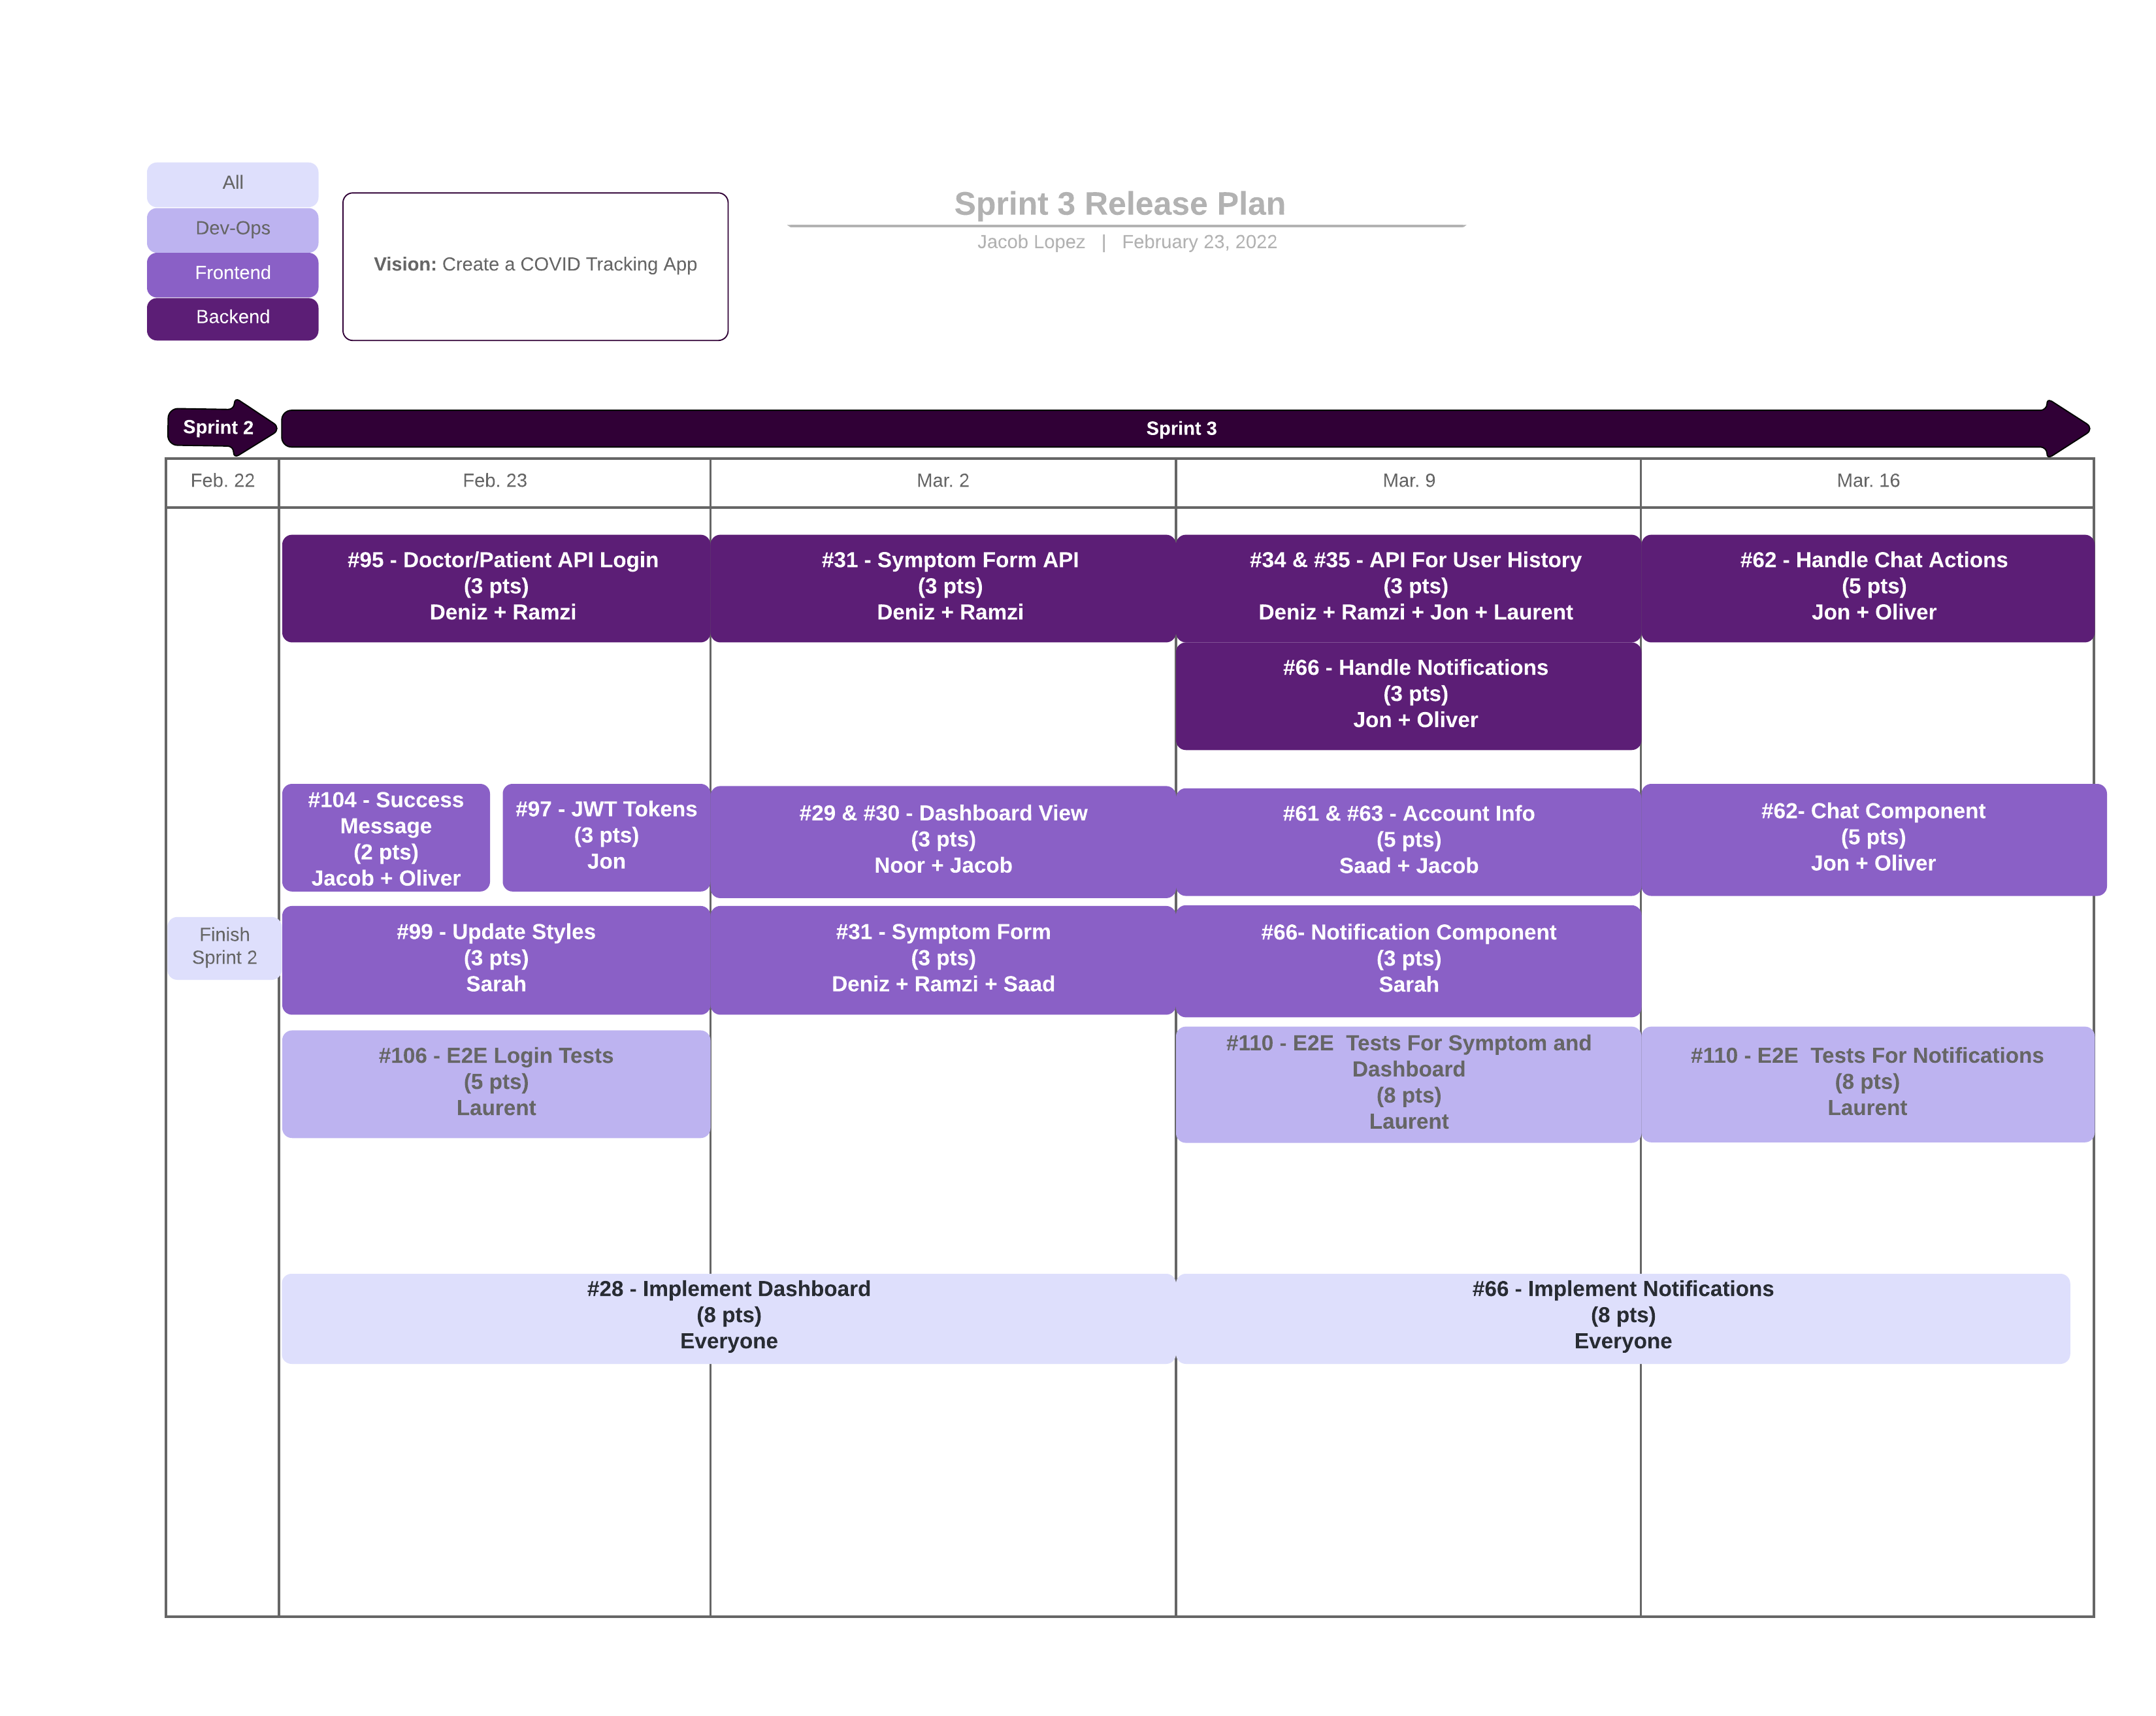 All
Dev-Ops
Frontend
Backend
Vision: Create a COVID Tracking App
Sprint 3 Release Plan
Jacob Lopez | February 23, 2022
Sprint 2
Sprint 3
Feb. 22
Feb. 23
Mar. 2
Mar. 9
Mar. 16
#95 - Doctor/Patient API Login
(3 pts)
Deniz + Ramzi
#31 - Symptom Form API
(3 pts)
Deniz + Ramzi
#34 & #35 - API For User History
(3 pts)
Deniz + Ramzi + Jon + Laurent
#62 - Handle Chat Actions
(5 pts)
Jon + Oliver
#66 - Handle Notifications
(3 pts)
Jon + Oliver
#104 - Success
Message
(2 pts)
Jacob + Oliver
#97 - JWT Tokens
(3 pts)
Jon
#29 & #30 - Dashboard View
(3 pts)
Noor + Jacob
#61 & #63 - Account Info
(5 pts)
Saad + Jacob
#62- Chat Component
(5 pts)
Jon + Oliver
Finish
Sprint 2
#99 - Update Styles
(3 pts)
Sarah
#31 - Symptom Form
(3 pts)
Deniz + Ramzi + Saad
#66- Notification Component
(3 pts)
Sarah
#106 - E2E Login Tests
(5 pts)
Laurent
#110 - E2E  Tests For Symptom and
Dashboard
(8 pts)
Laurent
#110 - E2E  Tests For Notifications
(8 pts)
Laurent
#28 - Implement Dashboard
(8 pts)
Everyone
#66 - Implement Notifications
(8 pts)
Everyone